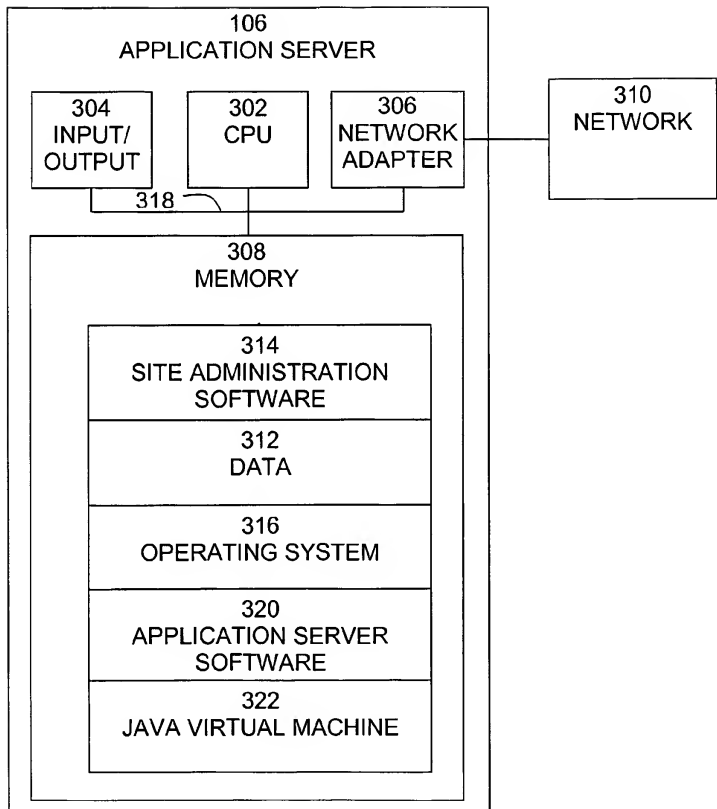 106
APPLICATION SERVER
304
INPUT/
OUTPUT
302
CPU
306
NETWORK
ADAPTER
310
NETWORK
318
308
MEMORY
314
SITE ADMINISTRATION
SOFTWARE
312
DATA
316
OPERATING SYSTEM
320
APPLICATION SERVER
SOFTWARE
322
JAVA VIRTUAL MACHINE